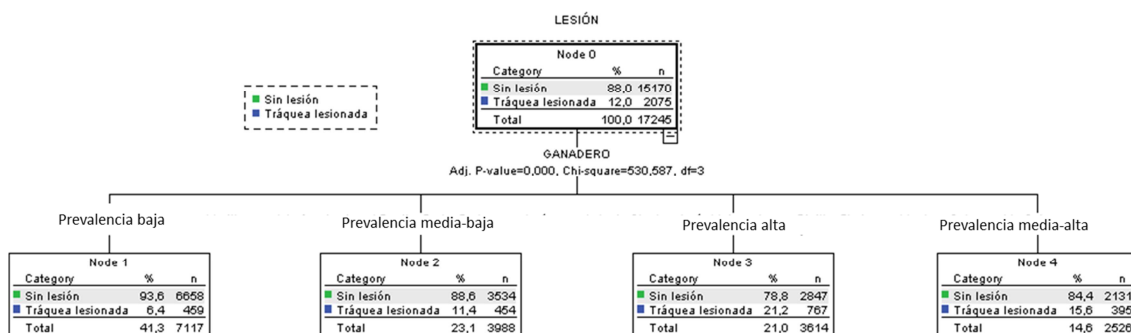 LESIÓN
Node 0
Category % n
Sin lesión 88,0 15170
Tráquea lesionada 12,0 2075
Total 100,0 17245
Sin lesión
Tráquea lesionada
GANADERO
Adj. P-value=0,000, Chi-square=530,587, df=3
Prevalencia baja
Prevalencia media-baja
Prevalencia alta
Prevalencia media-alta
Node 1
Category % n
Sin lesión 93,6 6658
Tráquea lesionada 6,4 459
Total 41,3 7117
Node 2
Category % n
Sin lesión 88,6 3534
Tráquea lesionada 11,4 454
Total 23,1 3988
Node 3
Category % n
Sin lesión 78,8 2847
Tráquea lesionada 21,2 767
Total 21,0 3614
Node 4
Category % n
Sin lesión 84,4 2131
Tráquea lesionada 15,6 395
Total 14,6 2526